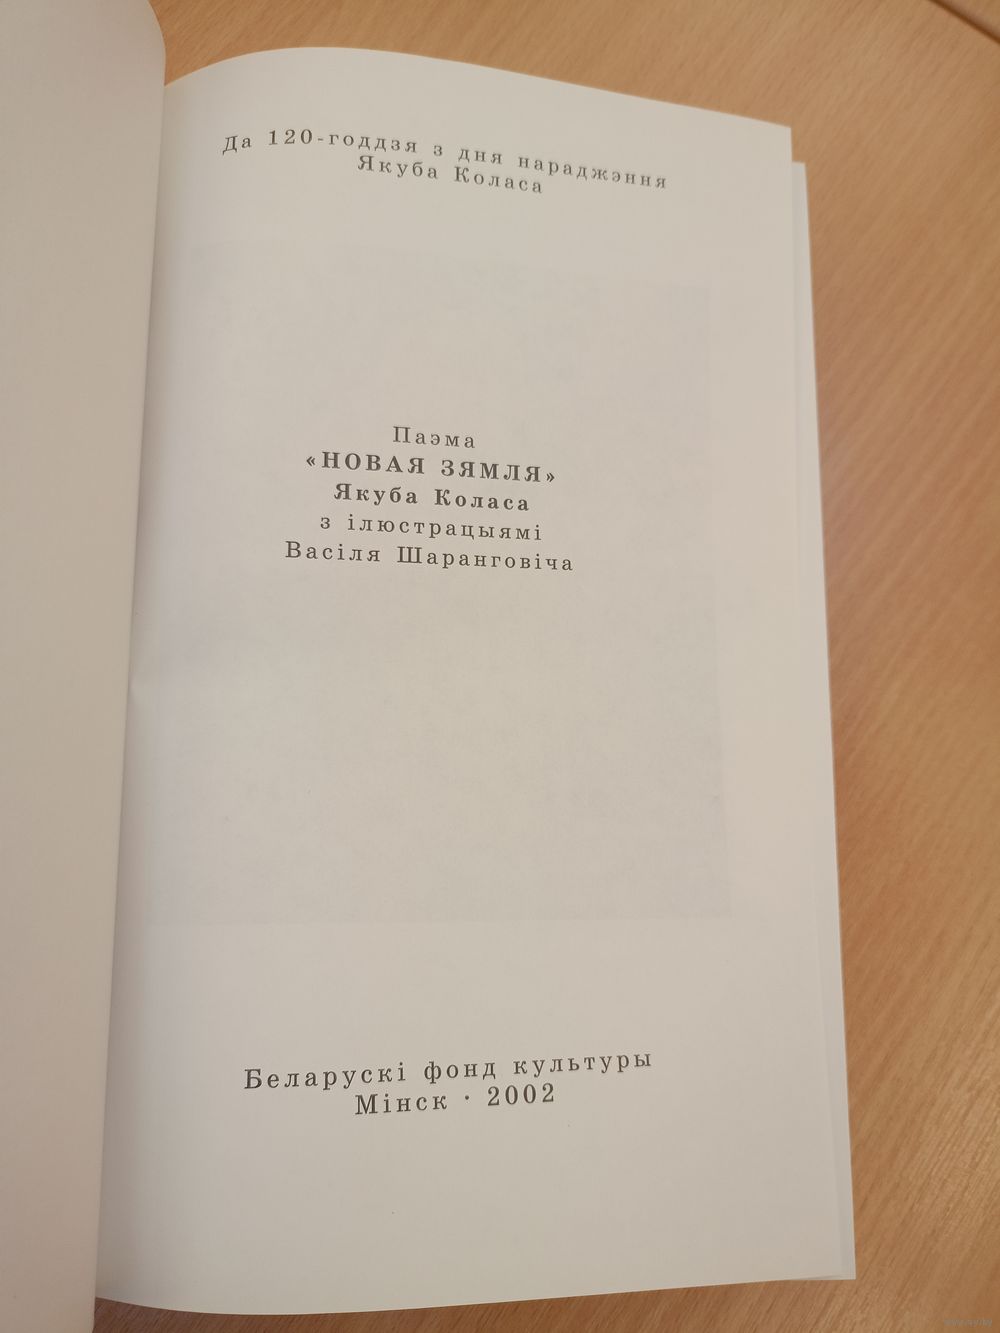 Да 120-годдзя з дня нараджэння
Якуба Коласа
Паэма
«НОВАЯ ЗЯМЛЯ»
Якуба Коласа
з ілюстрацыямі
Васіля Шаранговіча
Беларускі фонд культуры
Мінск · 2002